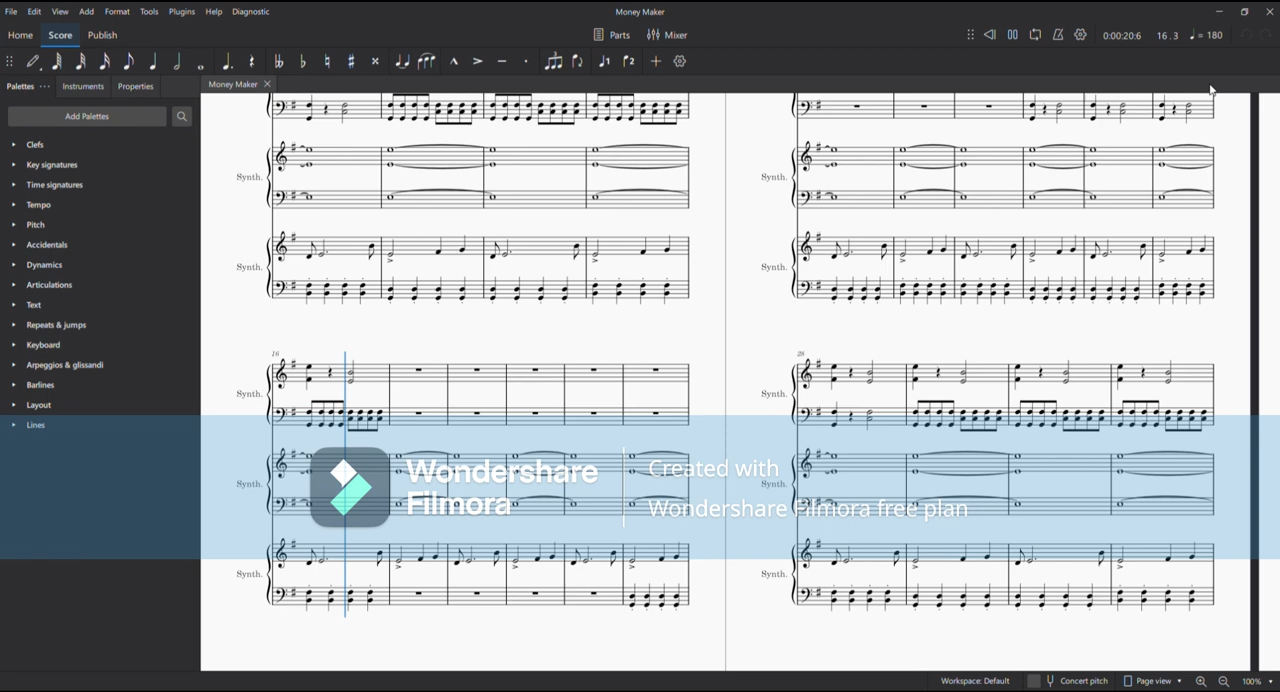 File Edit View Add Format Tools Plugins Help Diagnostic
Money Maker
Home Score Publish
Parts Mixer
0:00:20:6 16. 3 = 180
Palettes Instruments Properties
Money Maker
Add Palettes
Clefs
Key signatures
Time signatures
Tempo
Pitch
Accidentals
Dynamics
Articulations
Text
Repeats & jumps
Keyboard
Arpeggios & glissandi
Barlines
Layout
Lines
Synth.
Synth.
16
Synth.
Synth.
Synth.
Synth.
Synth.
28
Synth.
Synth.
Synth.
Wondershare
Filmora
Created with
Wondershare Filmora free plan
Workspace: Default Concert pitch Page view 100%